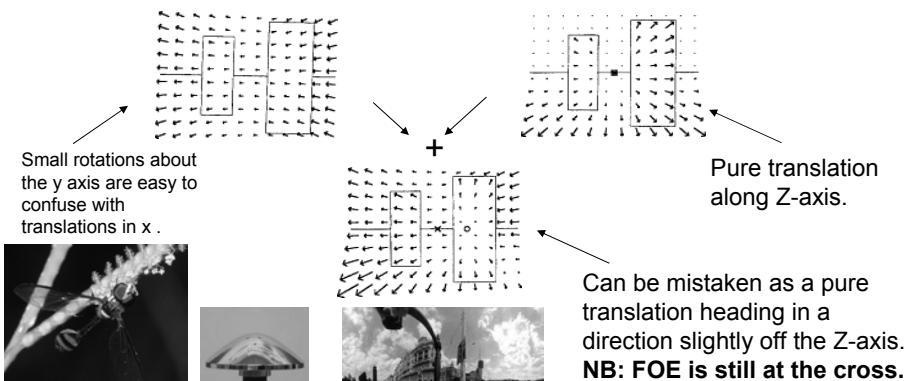 +
Small rotations about
the y axis are easy to
confuse with
translations in x .
Pure translation
along Z-axis.
Can be mistaken as a pure
translation heading in a
direction slightly off the Z-axis.
NB: FOE is still at the cross.